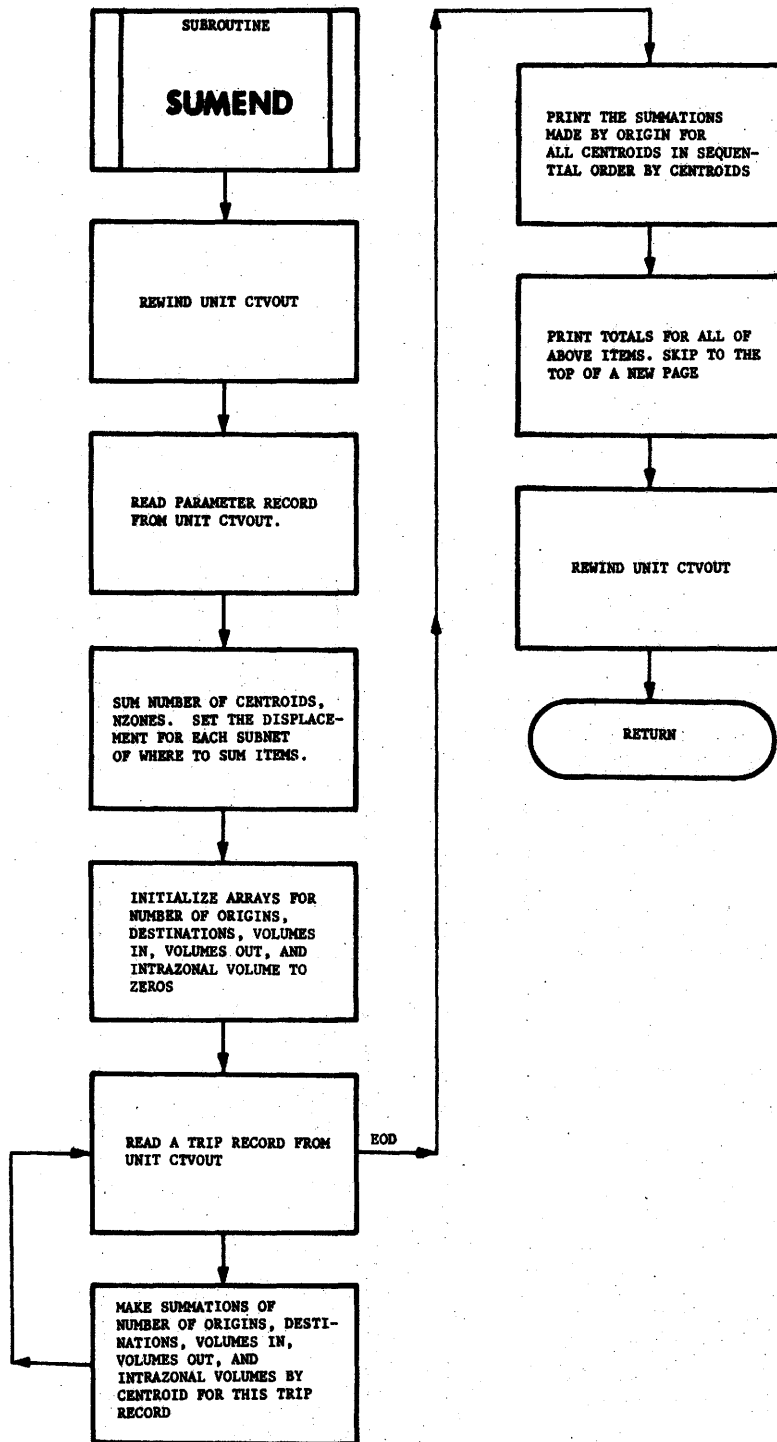 SUBROUTINE
SUMEND
REWIND UNIT CTVOUT
READ PARAMETER RECORD
FROM UNIT CTVOUT.
SUM NUMBER OF CENTROIDS,
NZONES. SET THE DISPLACE-
MENT FOR EACH SUBNET
OF WHERE TO SUM ITEMS.
INITIALIZE ARRAYS FOR
NUMBER OF ORIGINS,
DESTINATIONS, VOLUMES
IN, VOLUMES OUT, AND
INTRAZONAL VOLUME TO
ZEROS
READ A TRIP RECORD FROM
UNIT CTVOUT
EOD
MAKE SUMMATIONS OF
NUMBER OF ORIGINS, DESTI-
NATIONS, VOLUMES IN,
VOLUMES OUT, AND
INTRAZONAL VOLUMES BY
CENTROID FOR THIS TRIP
RECORD
PRINT THE SUMMATIONS
MADE BY ORIGIN FOR
ALL CENTROIDS IN SEQUEN-
TIAL ORDER BY CENTROIDS
PRINT TOTALS FOR ALL OF
ABOVE ITEMS. SKIP TO THE
TOP OF A NEW PAGE
REWIND UNIT CTVOUT
RETURN